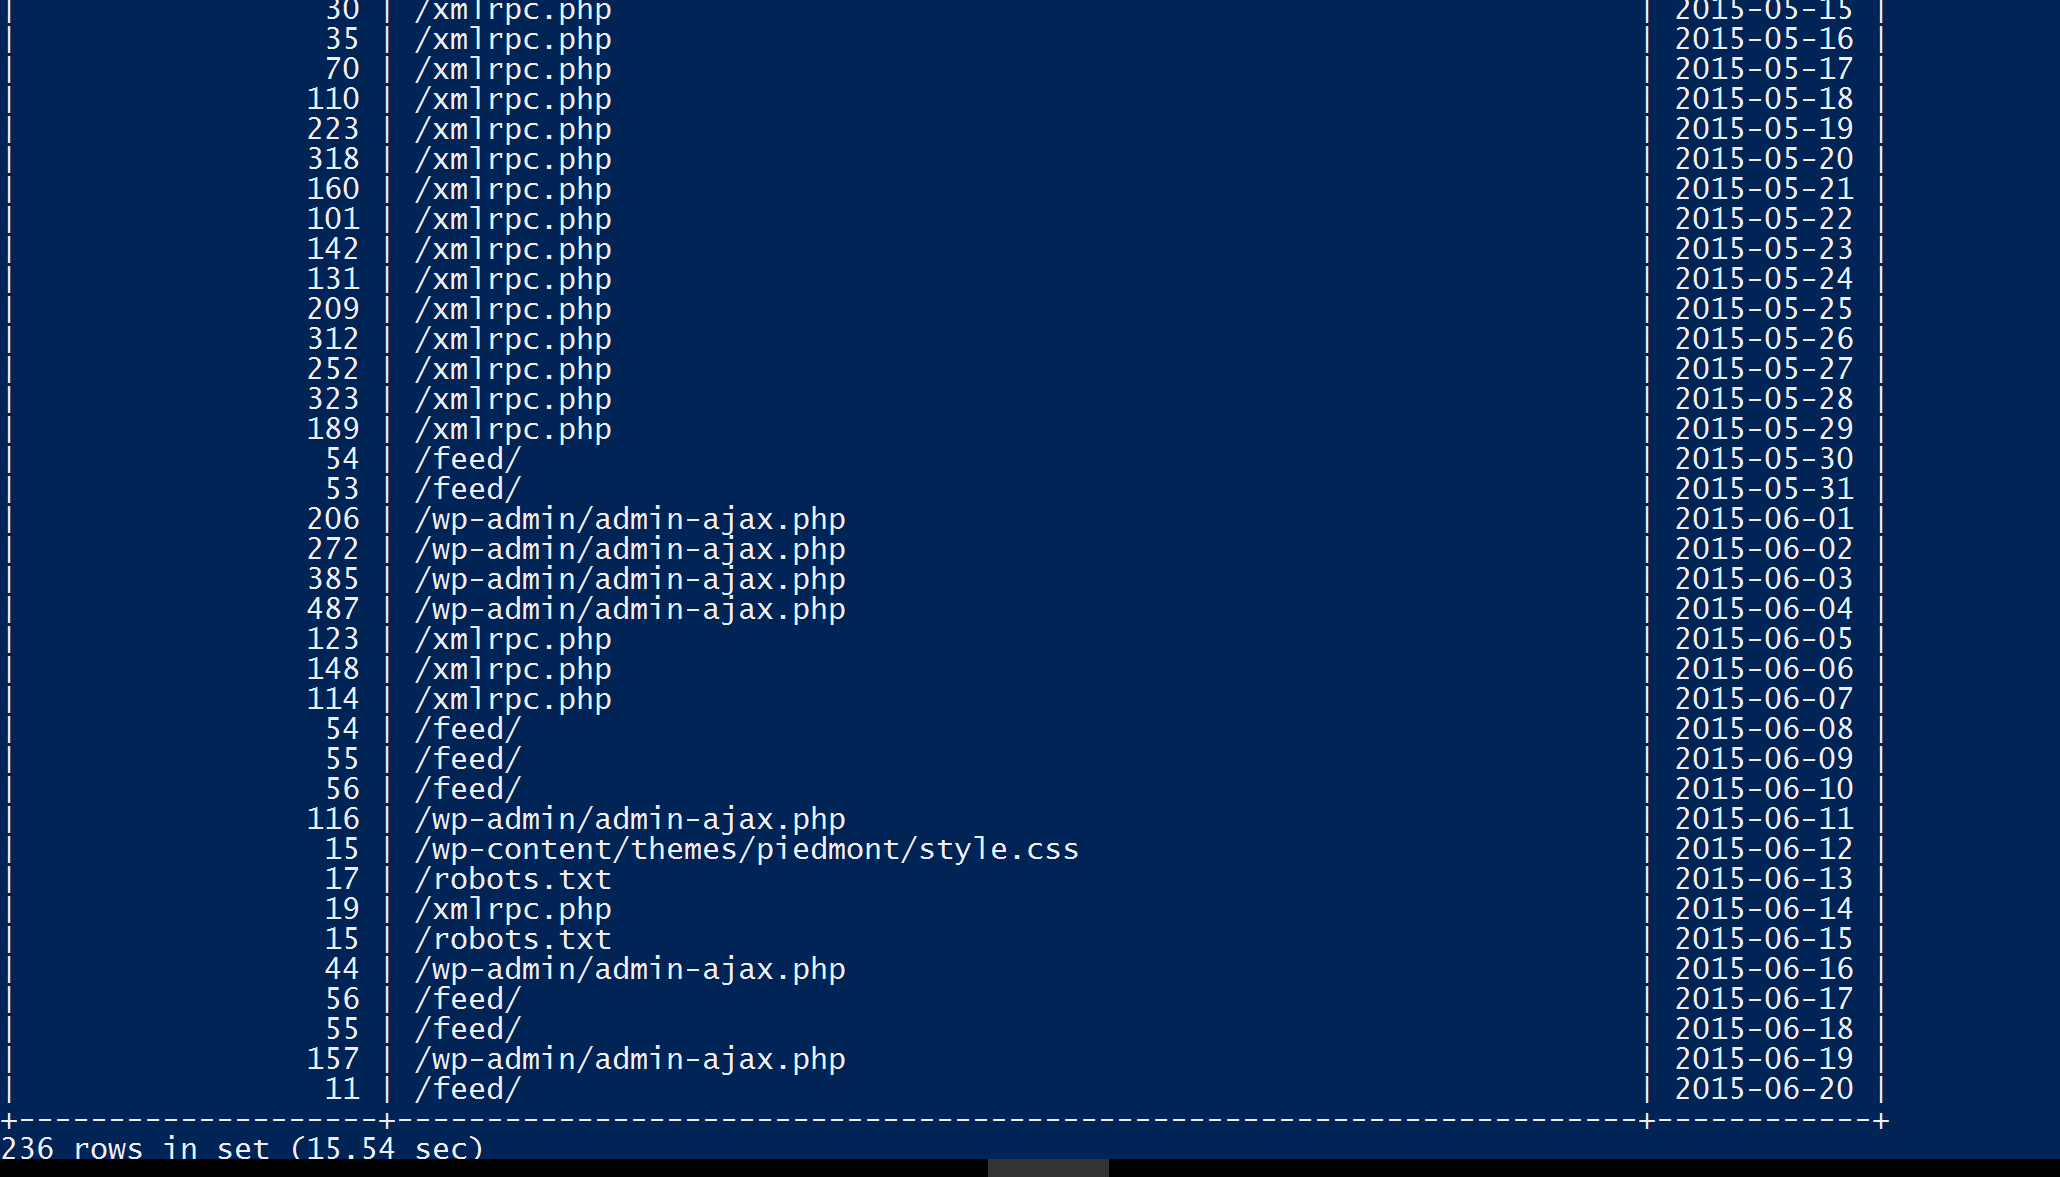 | 30 | /xmlrpc.php | 2015-05-15 |
| 35 | /xmlrpc.php | 2015-05-16 |
| 70 | /xmlrpc.php | 2015-05-17 |
| 110 | /xmlrpc.php | 2015-05-18 |
| 223 | /xmlrpc.php | 2015-05-19 |
| 318 | /xmlrpc.php | 2015-05-20 |
| 160 | /xmlrpc.php | 2015-05-21 |
| 101 | /xmlrpc.php | 2015-05-22 |
| 142 | /xmlrpc.php | 2015-05-23 |
| 131 | /xmlrpc.php | 2015-05-24 |
| 209 | /xmlrpc.php | 2015-05-25 |
| 312 | /xmlrpc.php | 2015-05-26 |
| 252 | /xmlrpc.php | 2015-05-27 |
| 323 | /xmlrpc.php | 2015-05-28 |
| 189 | /xmlrpc.php | 2015-05-29 |
| 54 | /feed/ | 2015-05-30 |
| 53 | /feed/ | 2015-05-31 |
| 206 | /wp-admin/admin-ajax.php | 2015-06-01 |
| 272 | /wp-admin/admin-ajax.php | 2015-06-02 |
| 385 | /wp-admin/admin-ajax.php | 2015-06-03 |
| 487 | /wp-admin/admin-ajax.php | 2015-06-04 |
| 123 | /xmlrpc.php | 2015-06-05 |
| 148 | /xmlrpc.php | 2015-06-06 |
| 114 | /xmlrpc.php | 2015-06-07 |
| 54 | /feed/ | 2015-06-08 |
| 55 | /feed/ | 2015-06-09 |
| 56 | /feed/ | 2015-06-10 |
| 116 | /wp-admin/admin-ajax.php | 2015-06-11 |
| 15 | /wp-content/themes/piedmont/style.css | 2015-06-12 |
| 17 | /robots.txt | 2015-06-13 |
| 19 | /xmlrpc.php | 2015-06-14 |
| 15 | /robots.txt | 2015-06-15 |
| 44 | /wp-admin/admin-ajax.php | 2015-06-16 |
| 56 | /feed/ | 2015-06-17 |
| 55 | /feed/ | 2015-06-18 |
| 157 | /wp-admin/admin-ajax.php | 2015-06-19 |
| 11 | /feed/ | 2015-06-20 |
+--------------------+---------------------------------------------------------------------+------------+
236 rows in set (15.54 sec)